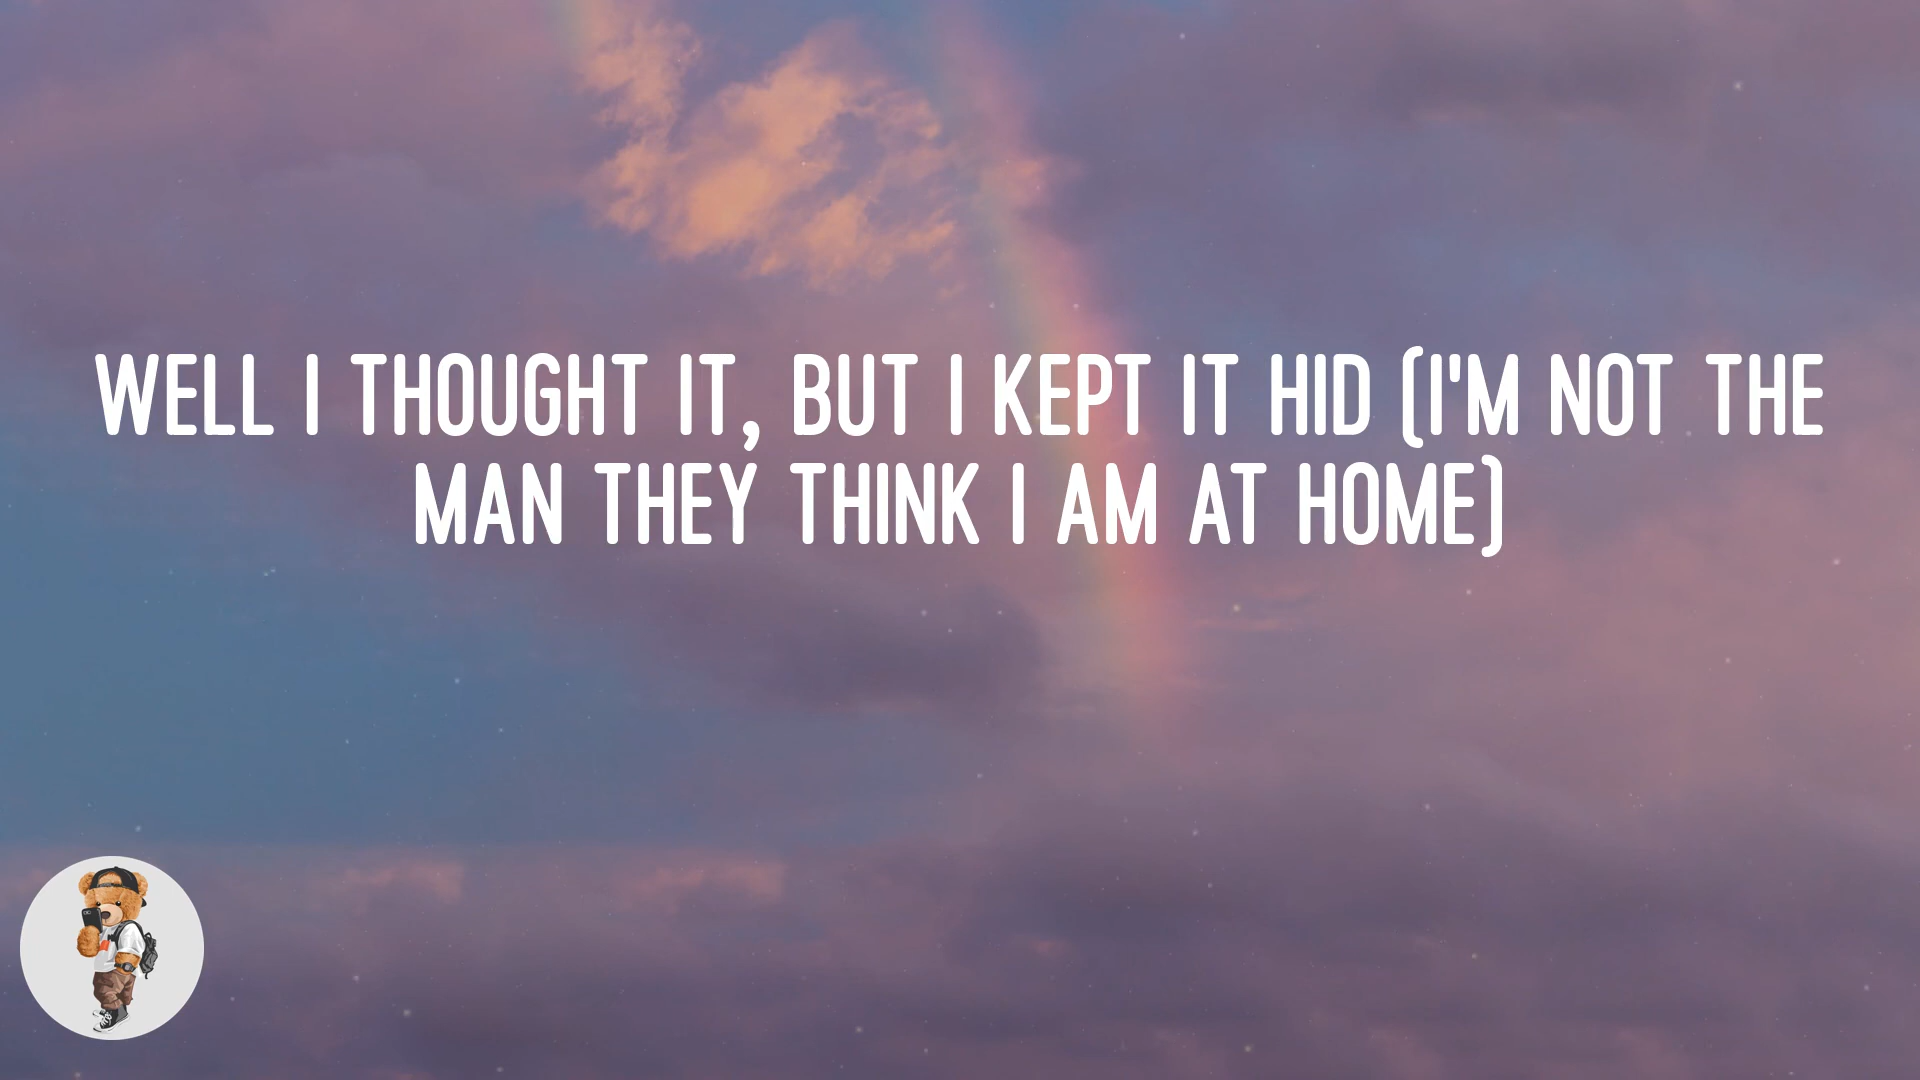 WELL I THOUGHT IT, BUT I KEPT IT HID (I'M NOT THE
MAN THEY THINK I AM AT HOME)